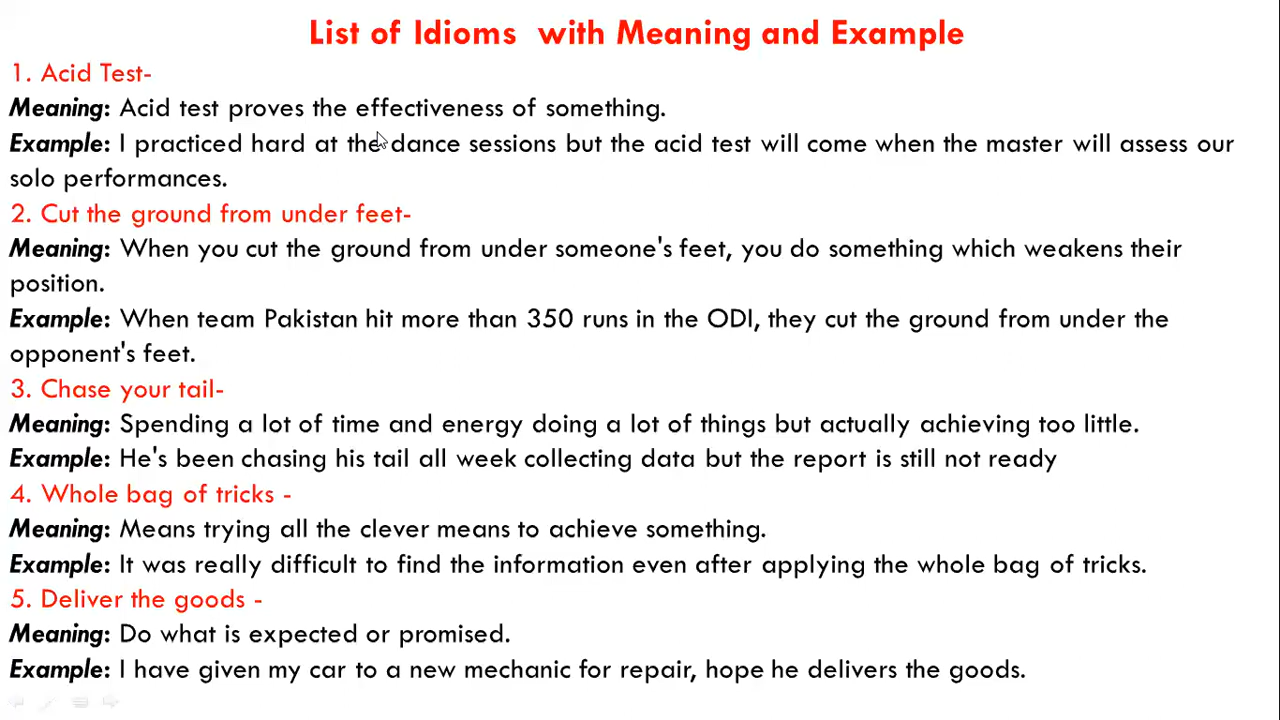 List of Idioms  with Meaning and Example
1. Acid Test-
Meaning: Acid test proves the effectiveness of something.
Example: I practiced hard at the dance sessions but the acid test will come when the master will assess our
solo performances.
2. Cut the ground from under feet-
Meaning: When you cut the ground from under someone's feet, you do something which weakens their
position.
Example: When team Pakistan hit more than 350 runs in the ODI, they cut the ground from under the
opponent's feet.
3. Chase your tail-
Meaning: Spending a lot of time and energy doing a lot of things but actually achieving too little.
Example: He's been chasing his tail all week collecting data but the report is still not ready
4. Whole bag of tricks -
Meaning: Means trying all the clever means to achieve something.
Example: It was really difficult to find the information even after applying the whole bag of tricks.
5. Deliver the goods -
Meaning: Do what is expected or promised.
Example: I have given my car to a new mechanic for repair, hope he delivers the goods.